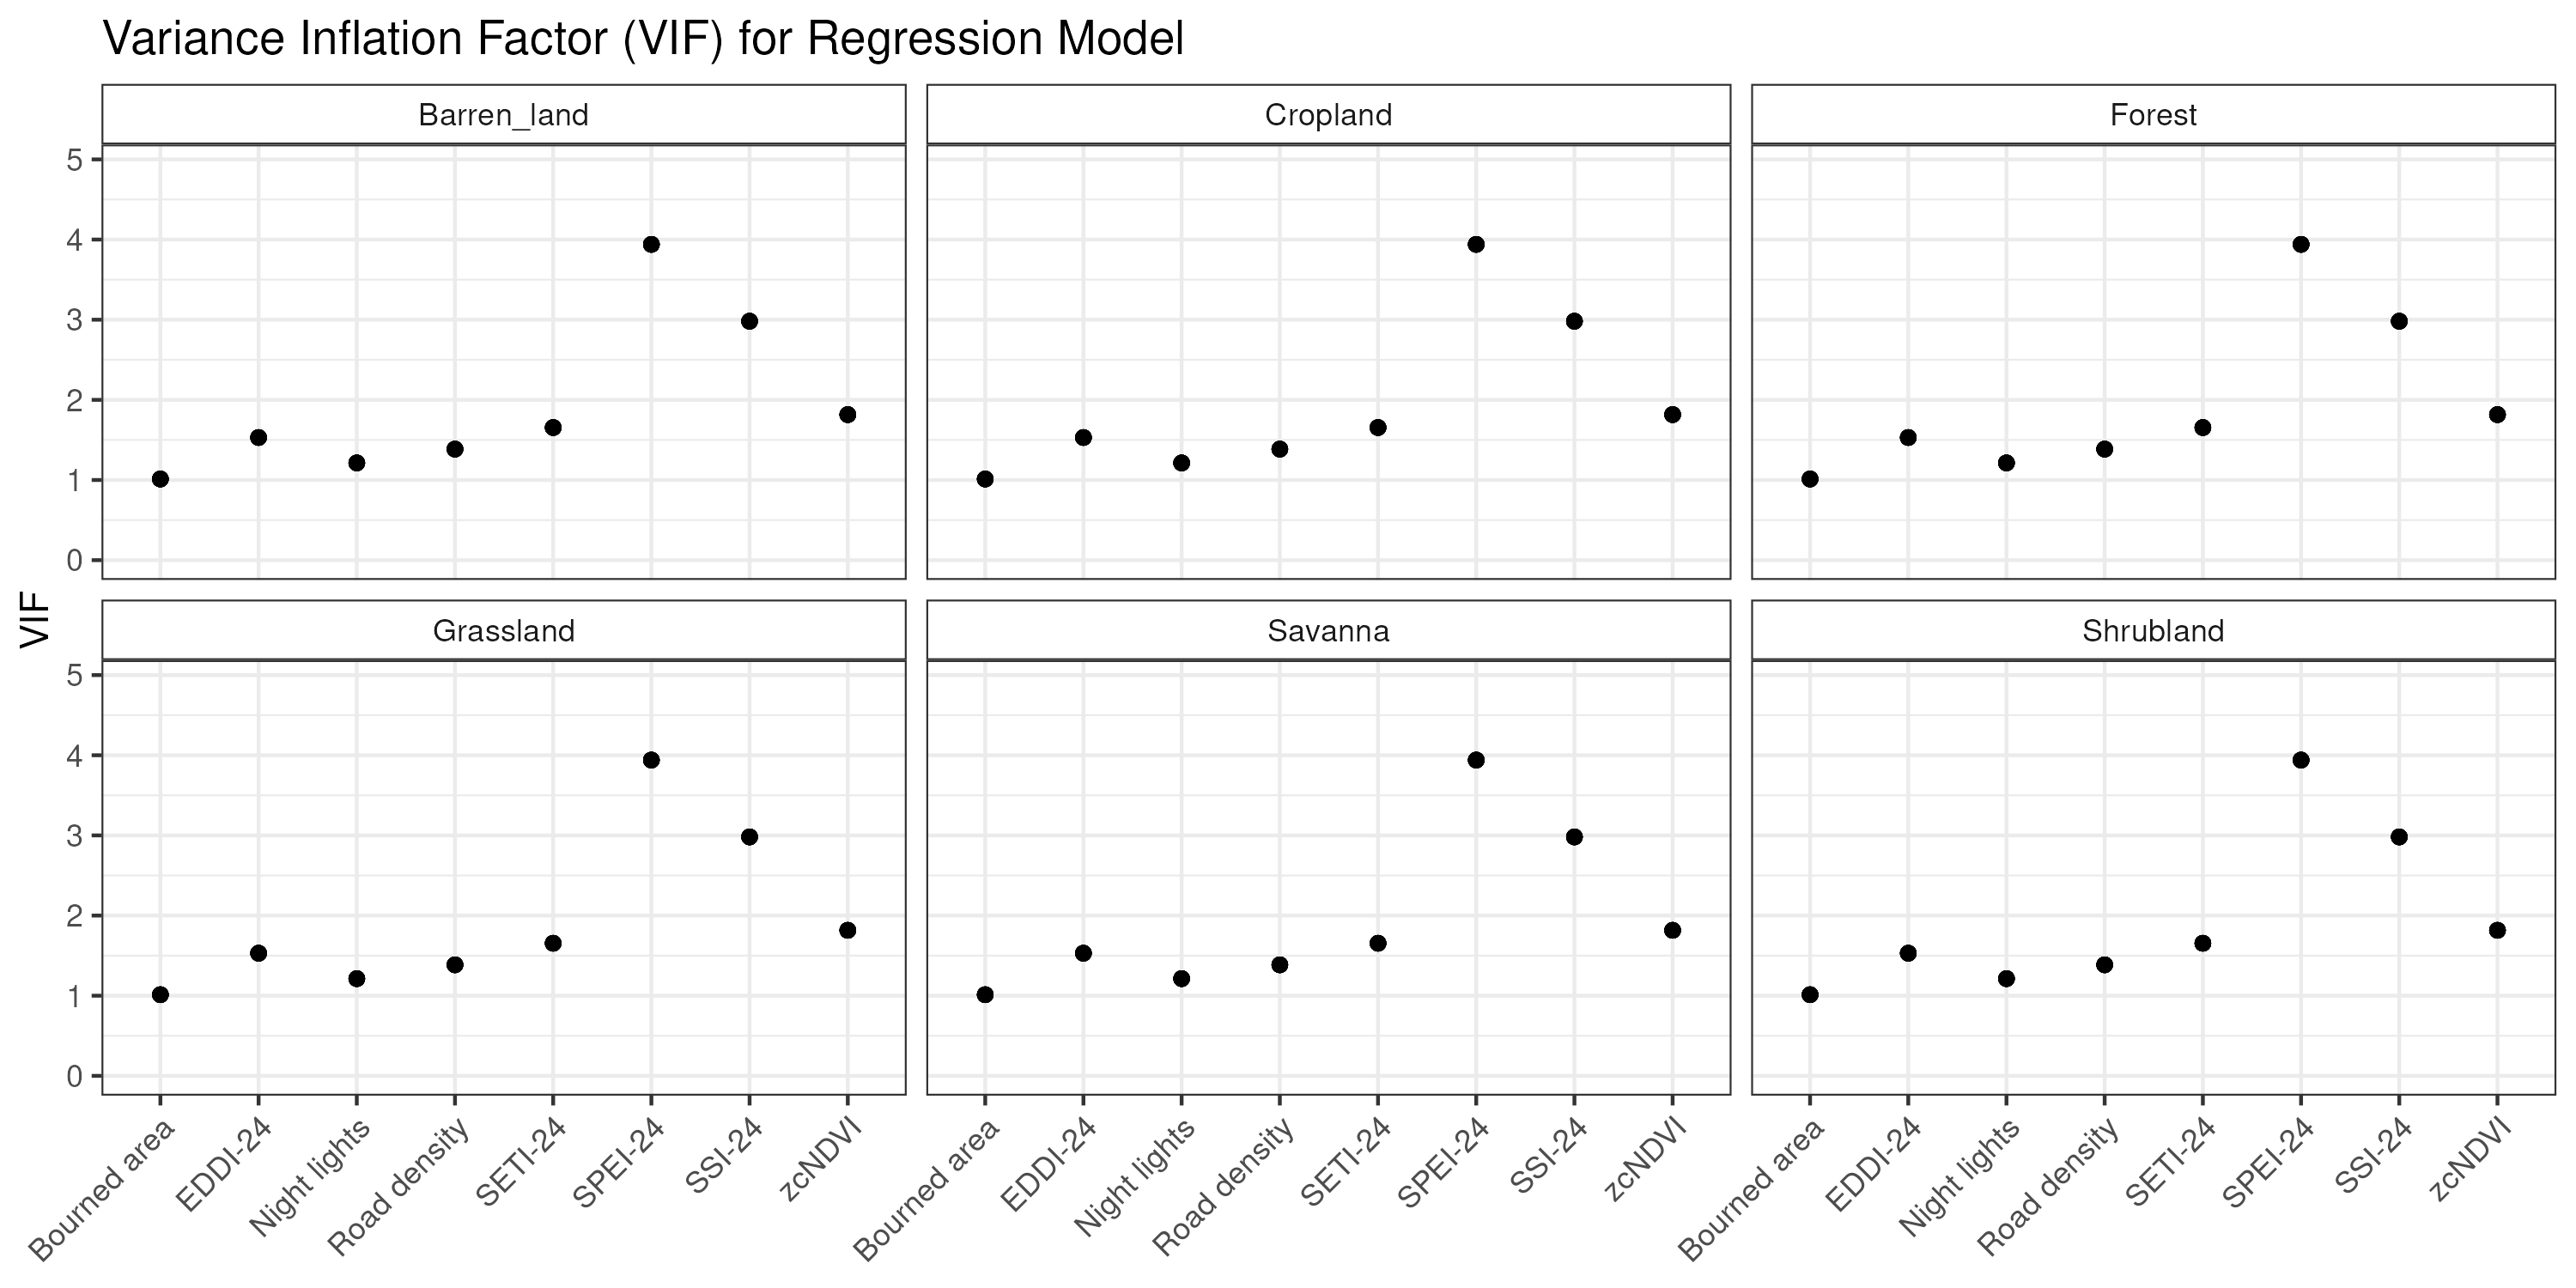 Variance Inflation Factor (VIF) for Regression Model
Barren_land
Cropland
Forest
5
4
3
2
1
0
VIF
Grassland
Savanna
Shrubland
5
4
3
2
1
0
Bourned area
EDDI-24
Night lights
Road density
SETI-24
SPEI-24
SSI-24
zcNDVI
Bourned area
EDDI-24
Night lights
Road density
SETI-24
SPEI-24
SSI-24
zcNDVI
Bourned area
EDDI-24
Night lights
Road density
SETI-24
SPEI-24
SSI-24
zcNDVI